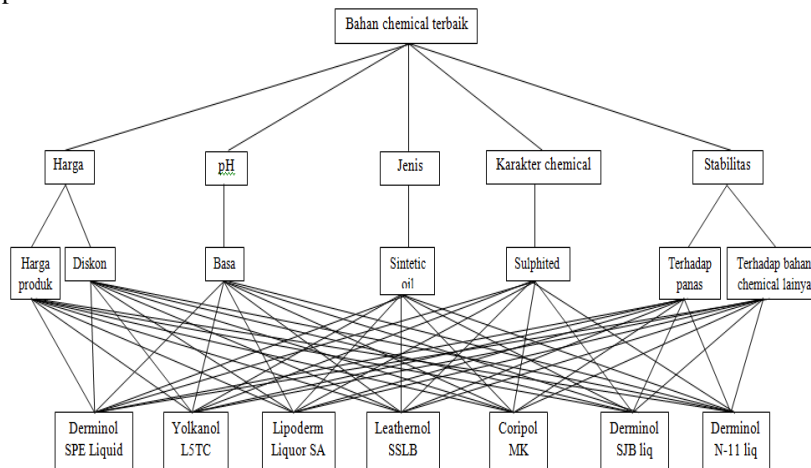 Bahan chemical terbaik
Harga
pH
Jenis
Karakter chemical
Stabilitas
Harga
produk
Diskon
Basa
Sintetic
oil
Sulphited
Terhadap
panas
Terhadap bahan
chemical lainya
Derminol
SPE Liquid
Yolkanol
L5TC
Lipoderm
Liquor SA
Leathernol
SSLB
Coripol
MK
Derminol
SJB liq
Derminol
N-11 liq